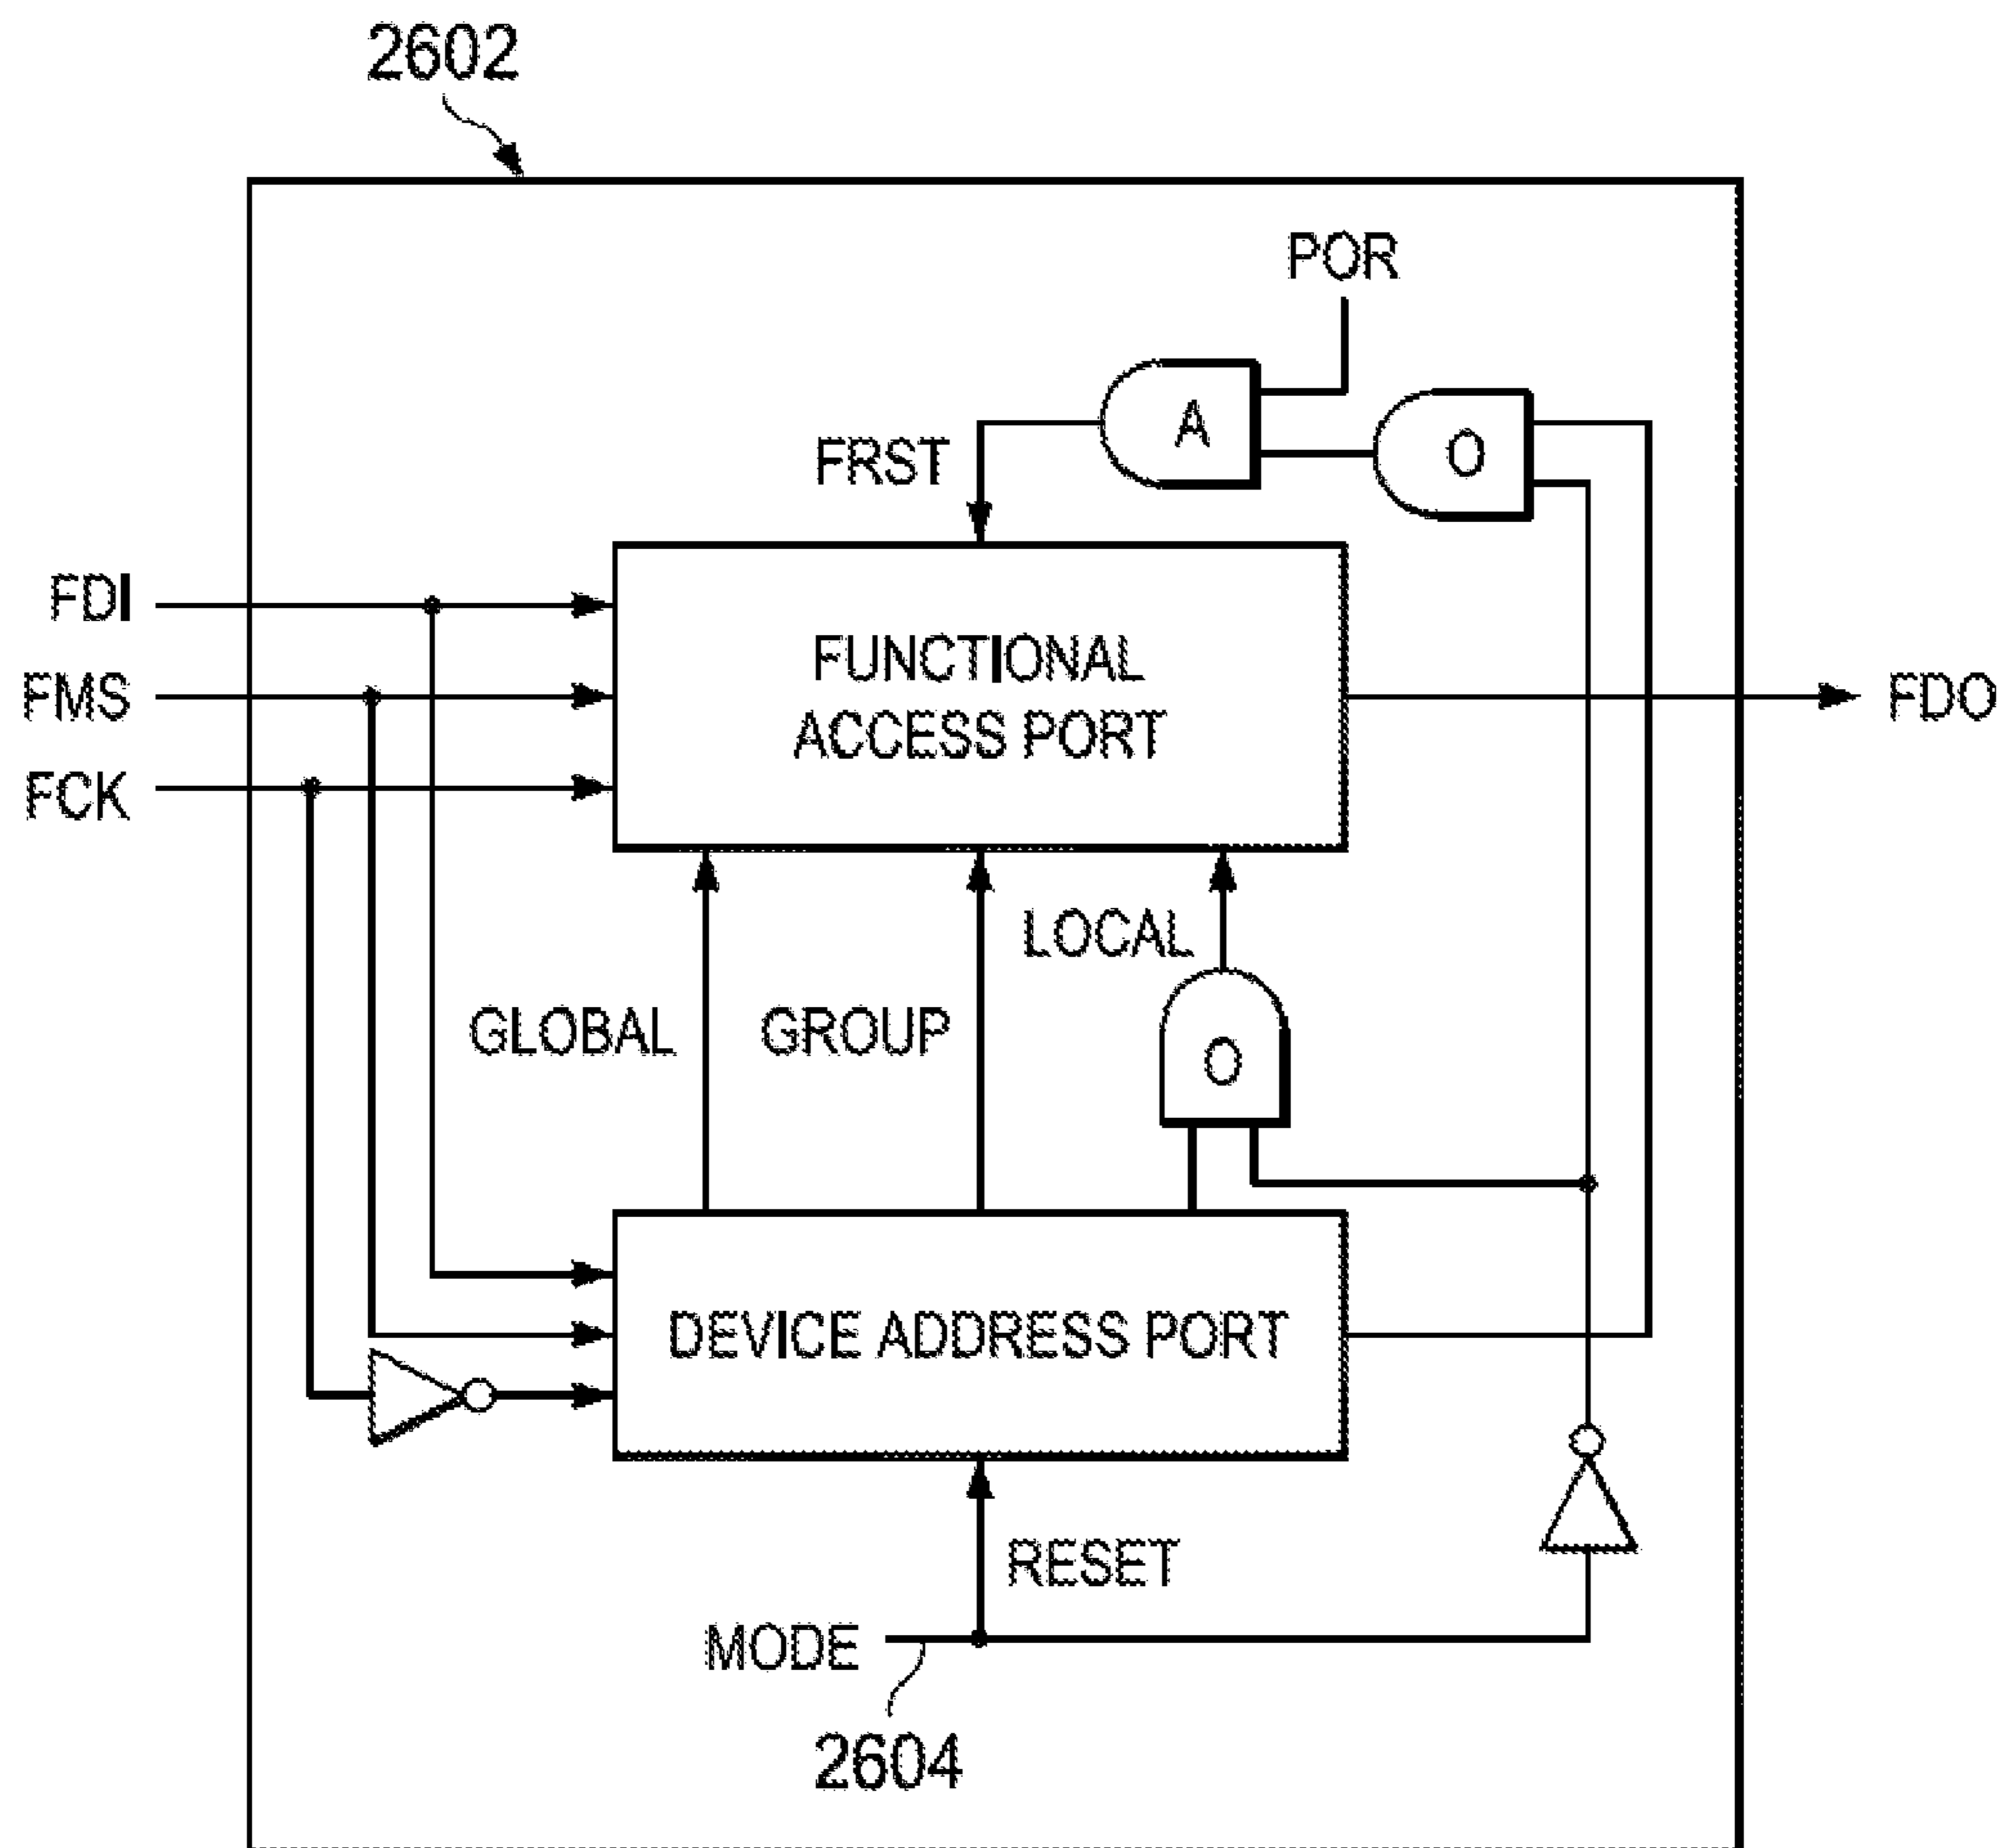 2602
POR
A
O
FRST
FDI
FMS
FCK
FUNCTIONAL
ACCESS PORT
FDO
LOCAL
GLOBAL
GROUP
O
DEVICE ADDRESS PORT
RESET
MODE
2604